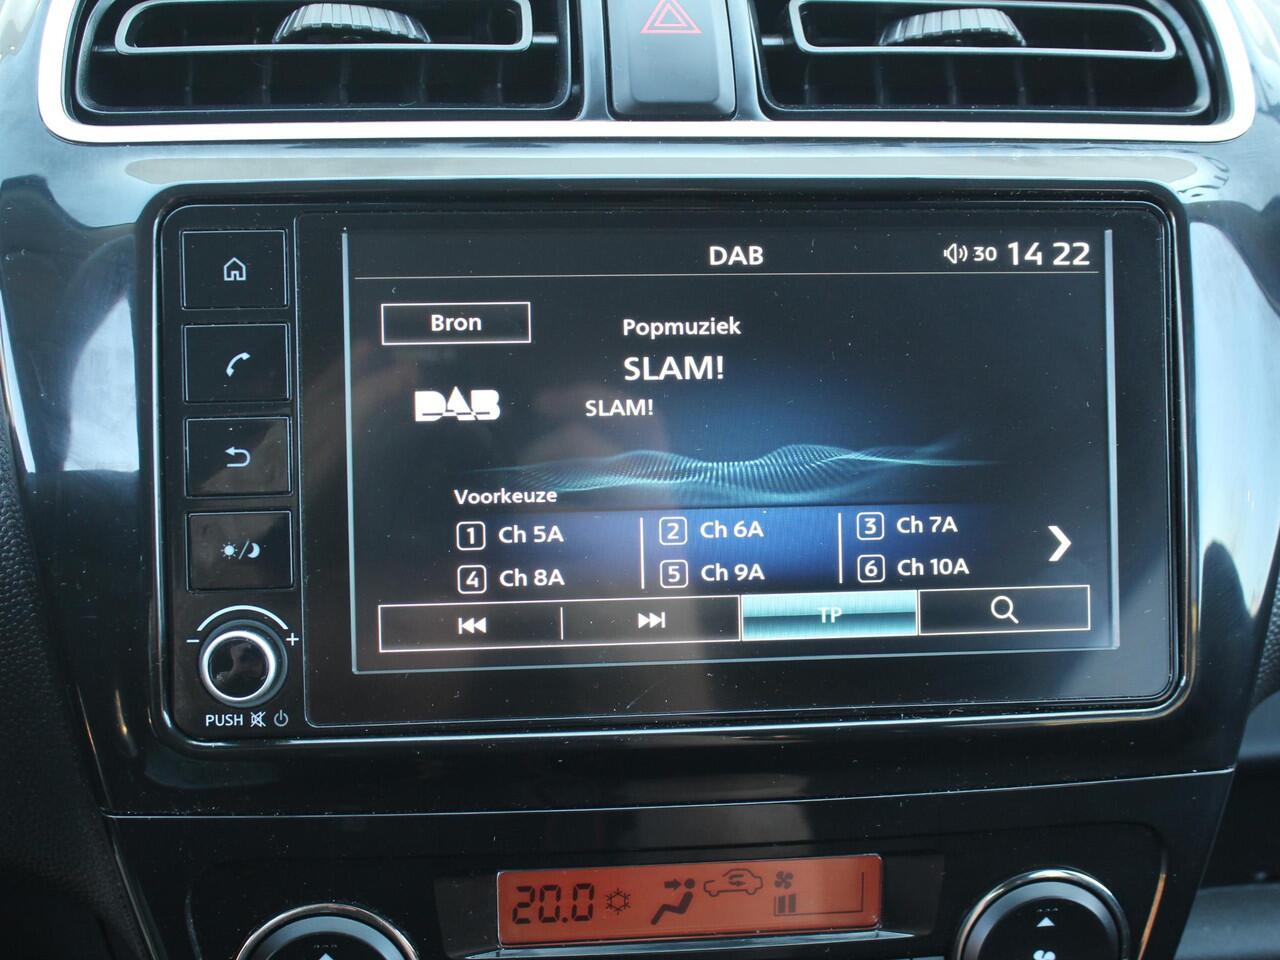 DAB 30 14 22
Bron
Popmuziek
SLAM!
DAB
SLAM!
Voorkeuze
1 Ch 5A 2 Ch 6A 3 Ch 7A
4 Ch 8A 5 Ch 9A 6 Ch 10A
TP
- +
PUSH
20.0